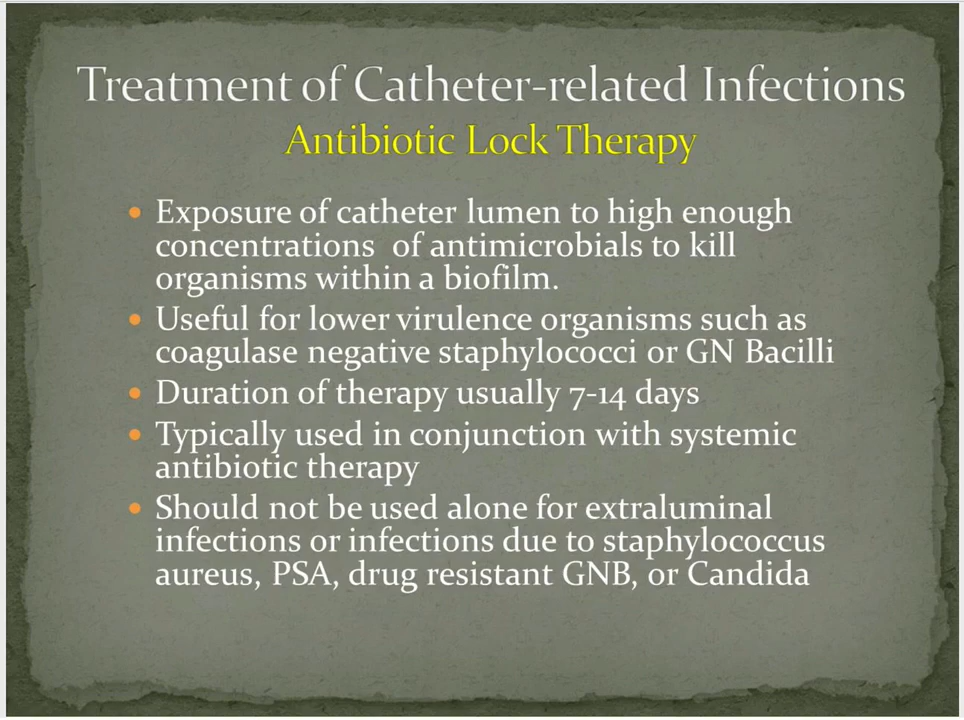 Treatment of Catheter-related Infections
Antibiotic Lock Therapy
• Exposure of catheter lumen to high enough
concentrations of antimicrobials to kill
organisms within a biofilm.
• Useful for lower virulence organisms such as
coagulase negative staphylococci or GN Bacilli
• Duration of therapy usually 7-14 days
• Typically used in conjunction with systemic
antibiotic therapy
• Should not be used alone for extraluminal
infections or infections due to staphylococcus
aureus, PSA, drug resistant GNB, or Candida